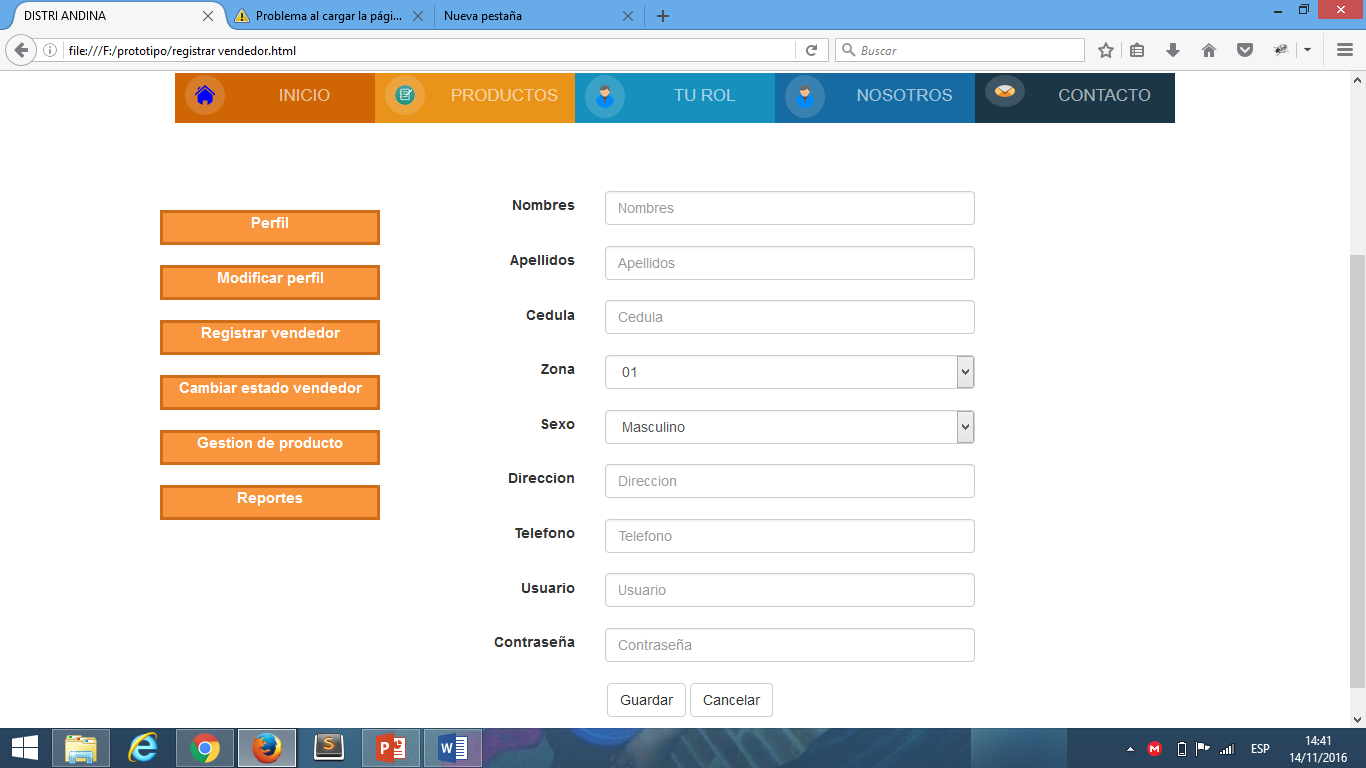 DISTRI ANDINA
Problema al cargar la pági...
Nueva pestaña
file:///F:/prototipo/registrar vendedor.html
Buscar
INICIO
PRODUCTOS
TU ROL
NOSOTROS
CONTACTO
Perfil
Modificar perfil
Registrar vendedor
Cambiar estado vendedor
Gestion de producto
Reportes
Nombres
Nombres
Apellidos
Apellidos
Cedula
Cedula
Zona
01
Sexo
Masculino
Direccion
Direccion
Telefono
Telefono
Usuario
Usuario
Contraseña
Contraseña
Guardar
Cancelar
ESP
14:41
14/11/2016